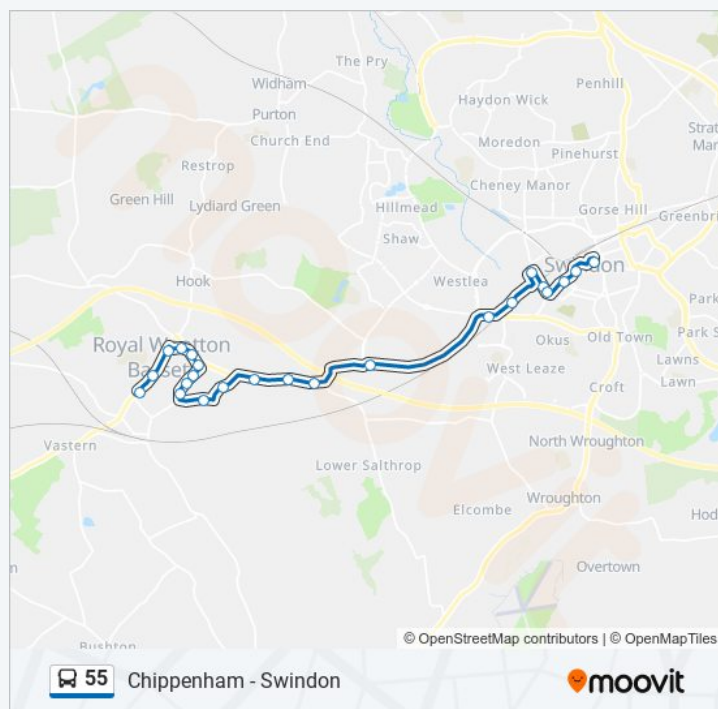 The Pry
Penhill
Widham
Haydon Wick
Purton
Strat
Mar
Church End
Moredon
Pinehurst
Restrop
Cheney Manor
Green Hill
Lydiard Green
Hillmead
Gorse Hill
Greenbri
Shaw
Swindon
Hook
Westlea
Park
Royal Wootton
Bassett
Okus
Old Town
Park S
West Leaze
Lawns
Lawn
Croft
Vastern
North Wroughton
Lower Salthrop
Wroughton
Elcombe
Hod
Overtown
m
Bushton
© OpenStreetMap contributors | © OpenMapTiles
55
Chippenham - Swindon
moovit